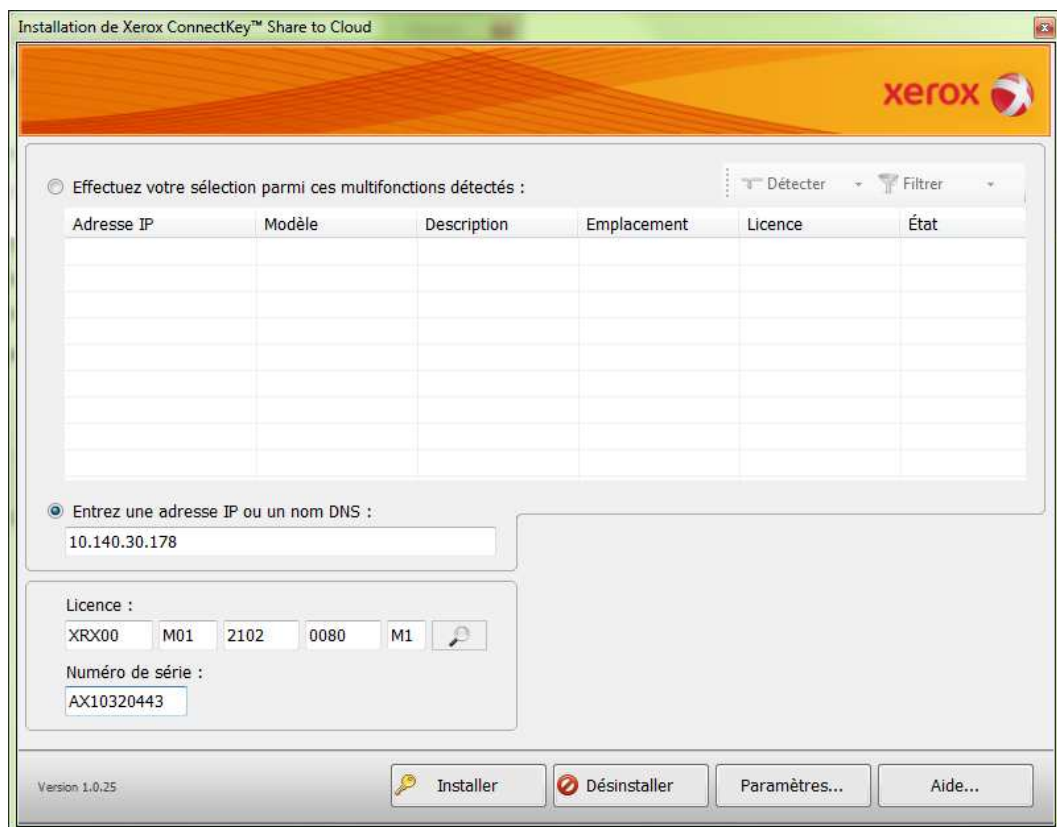 Installation de Xerox ConnectKey™ Share to Cloud
xerox
Effectuez votre sélection parmi ces multifonctions détectés :
Détecter
Filtrer
Adresse IP Modèle Description Emplacement Licence État
Entrez une adresse IP ou un nom DNS :
10.140.30.178
Licence :
XRX00 M01 2102 0080 M1
Numéro de série :
AX10320443
Version 1.0.25
Installer
Désinstaller
Paramètres...
Aide...